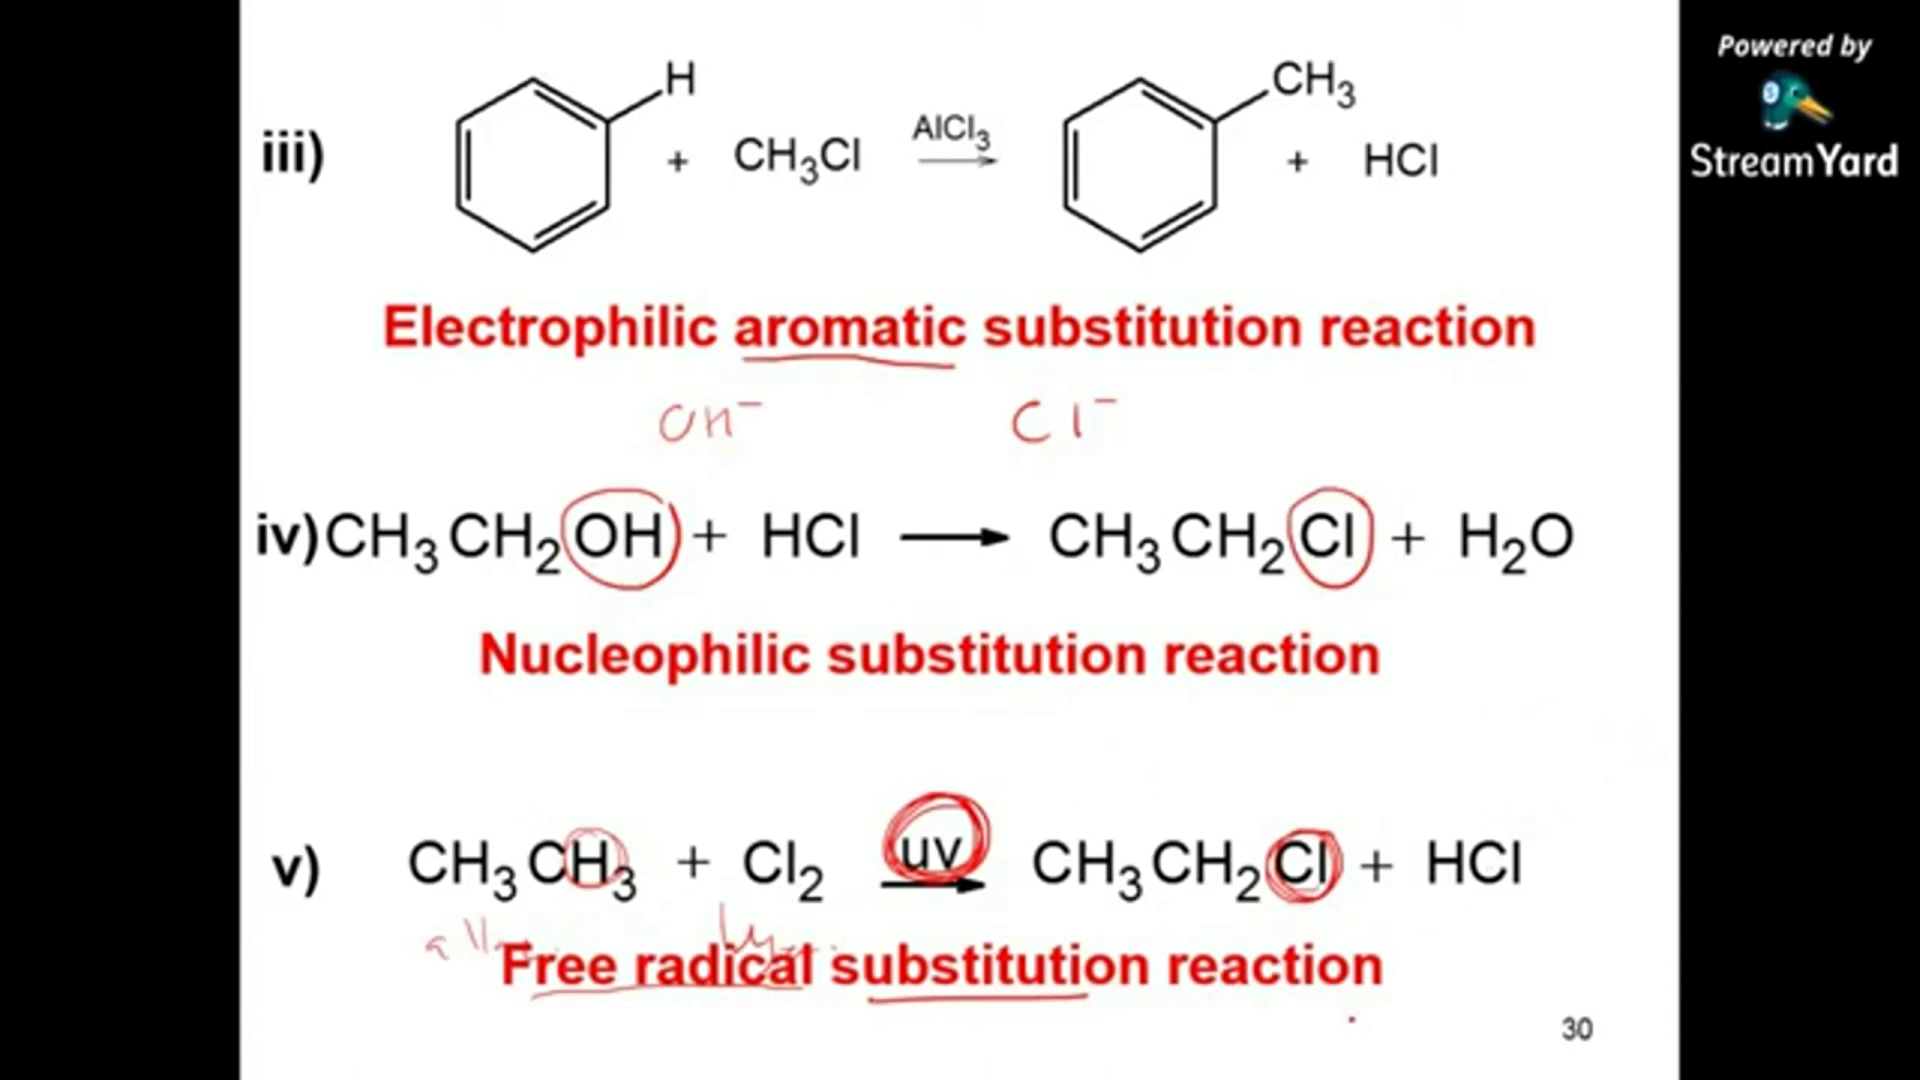 Powered by
StreamYard
H
CH₃
iii) + CH₃Cl AlCl₃ + HCl
Electrophilic aromatic substitution reaction
OH⁻ Cl⁻
iv) CH₃CH₂OH + HCl → CH₃CH₂Cl + H₂O
Nucleophilic substitution reaction
v) CH₃CH₃ + Cl₂ uv → CH₃CH₂Cl + HCl
Free radical substitution reaction
30